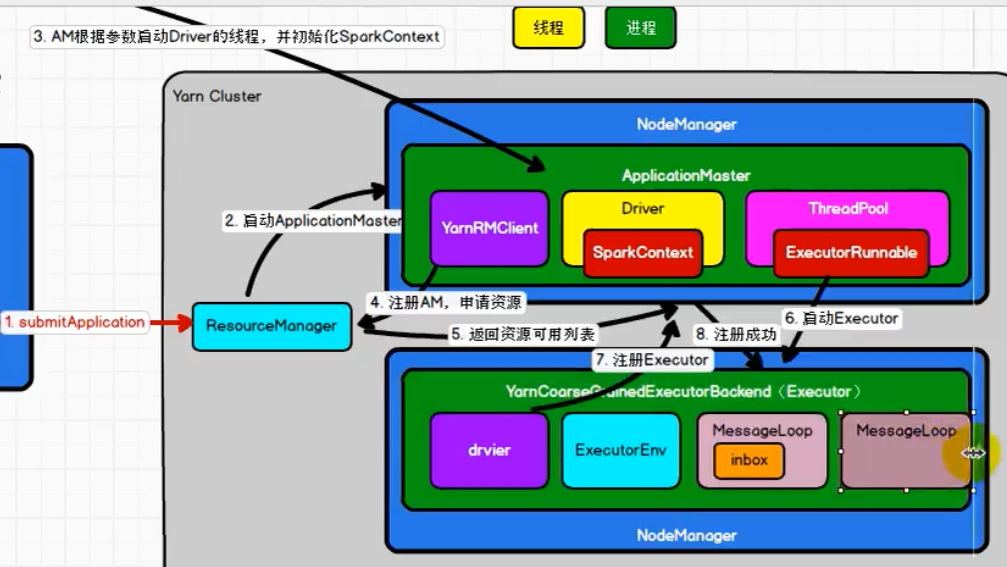 3. AM根据参数启动Driver的线程，并初始化SparkContext
线程
进程
Yarn Cluster
NodeManager
ApplicationMaster
YarnRMClient
Driver
SparkContext
ThreadPool
ExecutorRunnable
2. 启动ApplicationMaster
1. submitApplication
ResourceManager
4. 注册AM，申请资源
5. 返回资源可用列表
6. 启动Executor
8. 注册成功
7. 注册Executor
YarnCoarseGrainedExecutorBackend（Executor）
drvier
ExecutorEnv
MessageLoop
inbox
MessageLoop
NodeManager